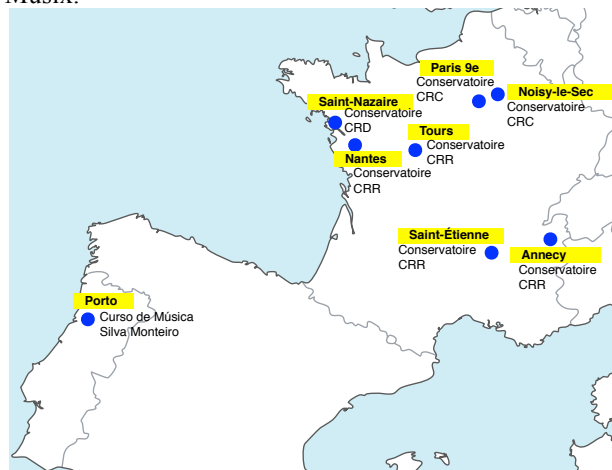 Musix.
Paris 9e
Conservatoire
CRC
Noisy-le-Sec
Conservatoire
CRC
Saint-Nazaire
Conservatoire
CRD
Tours
Conservatoire
CRR
Nantes
Conservatoire
CRR
Saint-Étienne
Conservatoire
CRR
Annecy
Conservatoire
CRR
Porto
Curso de Música
Silva Monteiro